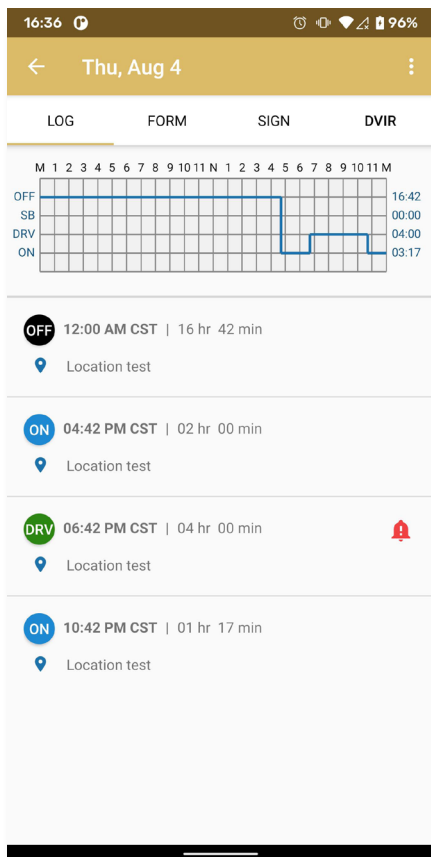 16:36 96%
Thu, Aug 4
LOG FORM SIGN DVIR
M 1 2 3 4 5 6 7 8 9 10 11 N 1 2 3 4 5 6 7 8 9 10 11 M
OFF 16:42
SB 00:00
DRV 04:00
ON 03:17
OFF 12:00 AM CST | 16 hr 42 min
Location test
ON 04:42 PM CST | 02 hr 00 min
Location test
DRV 06:42 PM CST | 04 hr 00 min
Location test
ON 10:42 PM CST | 01 hr 17 min
Location test